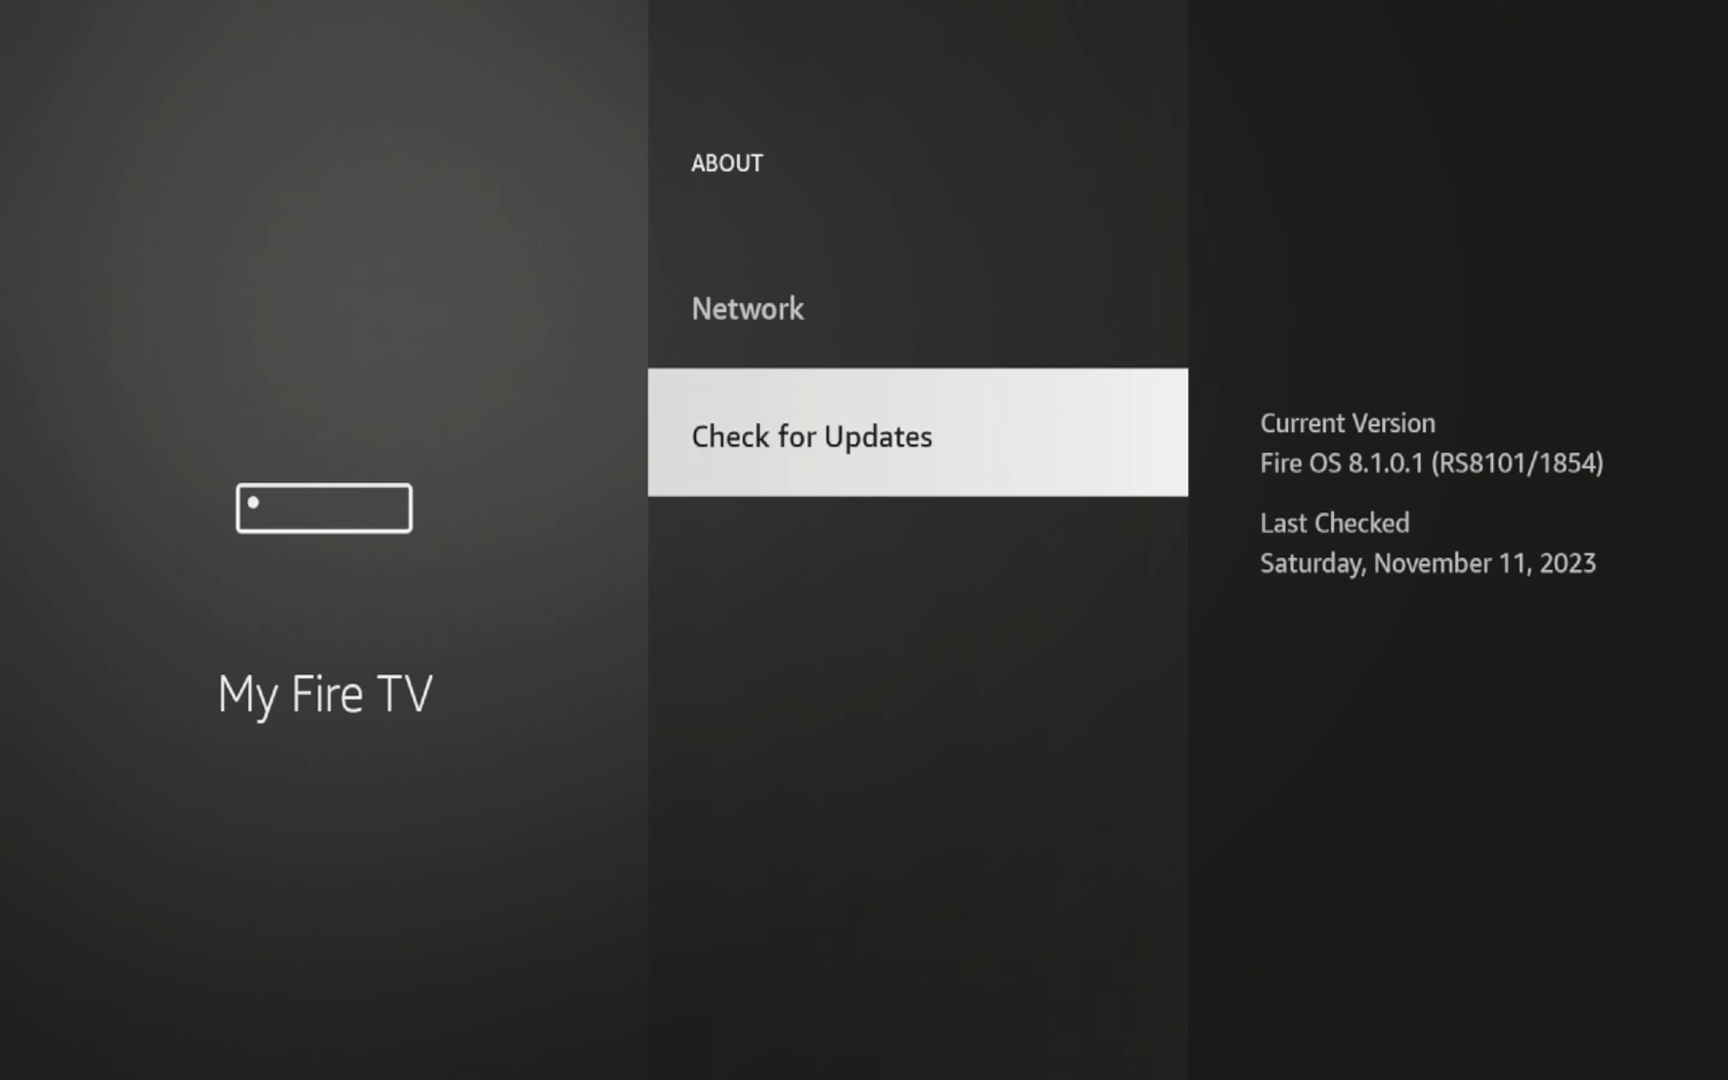 ABOUT
Network
Check for Updates
My Fire TV
Current Version
Fire OS 8.1.0.1 (RS8101/1854)
Last Checked
Saturday, November 11, 2023